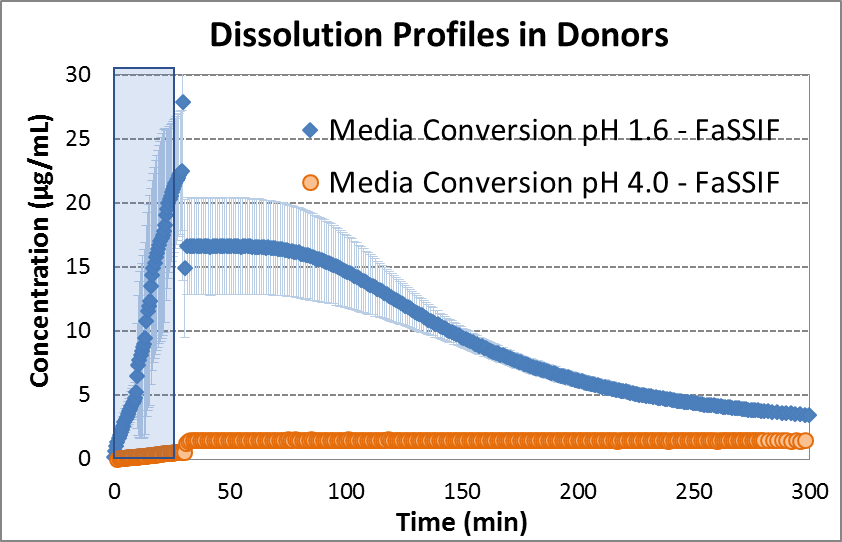 Dissolution Profiles in Donors
Concentration (µg/mL)
30
25
20
15
10
5
0
Media Conversion pH 1.6 - FaSSIF
Media Conversion pH 4.0 - FaSSIF
0 50 100 150 200 250 300
Time (min)